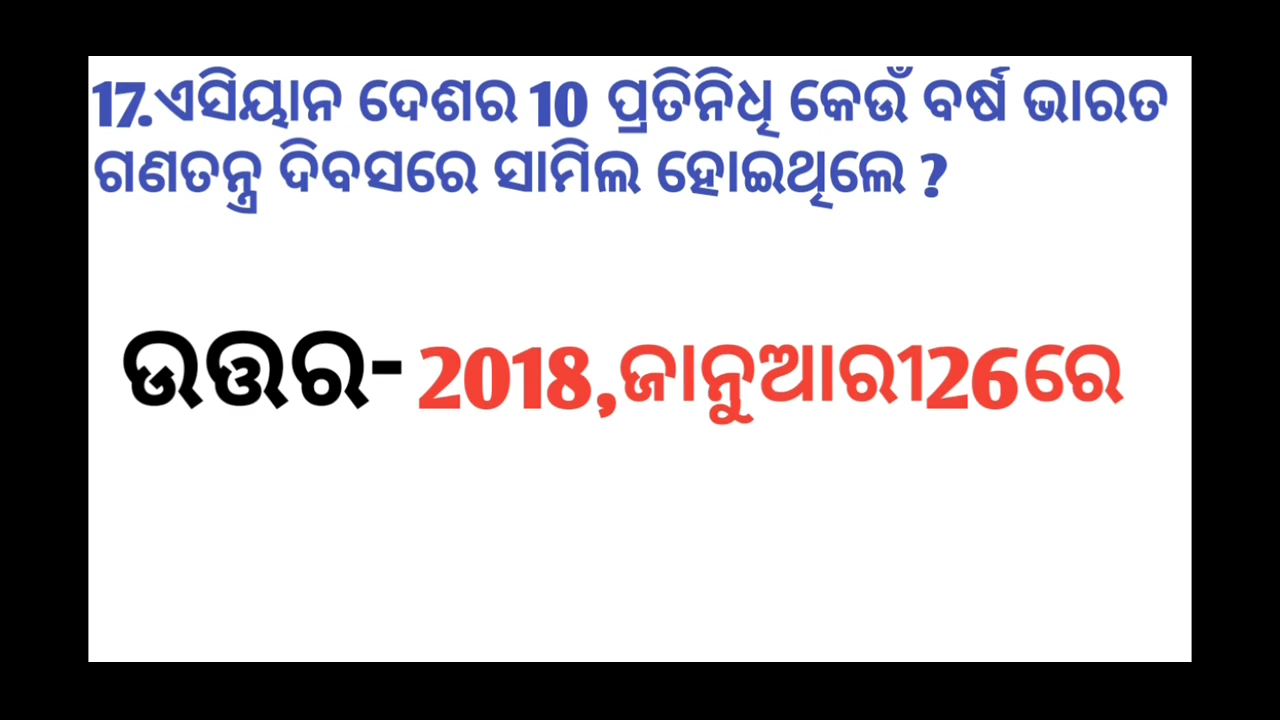 17.ଏସିୟାନ ଦେଶର 10 ପ୍ରତିନିଧି କେଉଁ ବର୍ଷ ଭାରତ
ଗଣତନ୍ତ୍ର ଦିବସରେ ସାମିଲ ହୋଇଥିଲେ ?
ଉତ୍ତର- 2018,ଜାନୁଆରୀ26ରେ